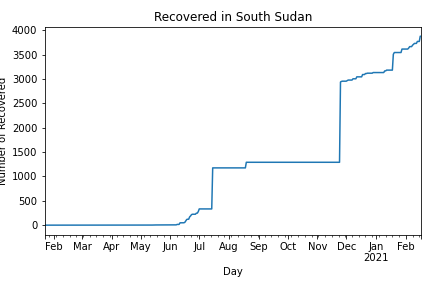 Recovered in South Sudan
4000
3500
3000
2500
2000
1500
1000
500
0
Number of Recovered
Feb Mar Apr May Jun Jul Aug Sep Oct Nov Dec Jan Feb
2021
Day